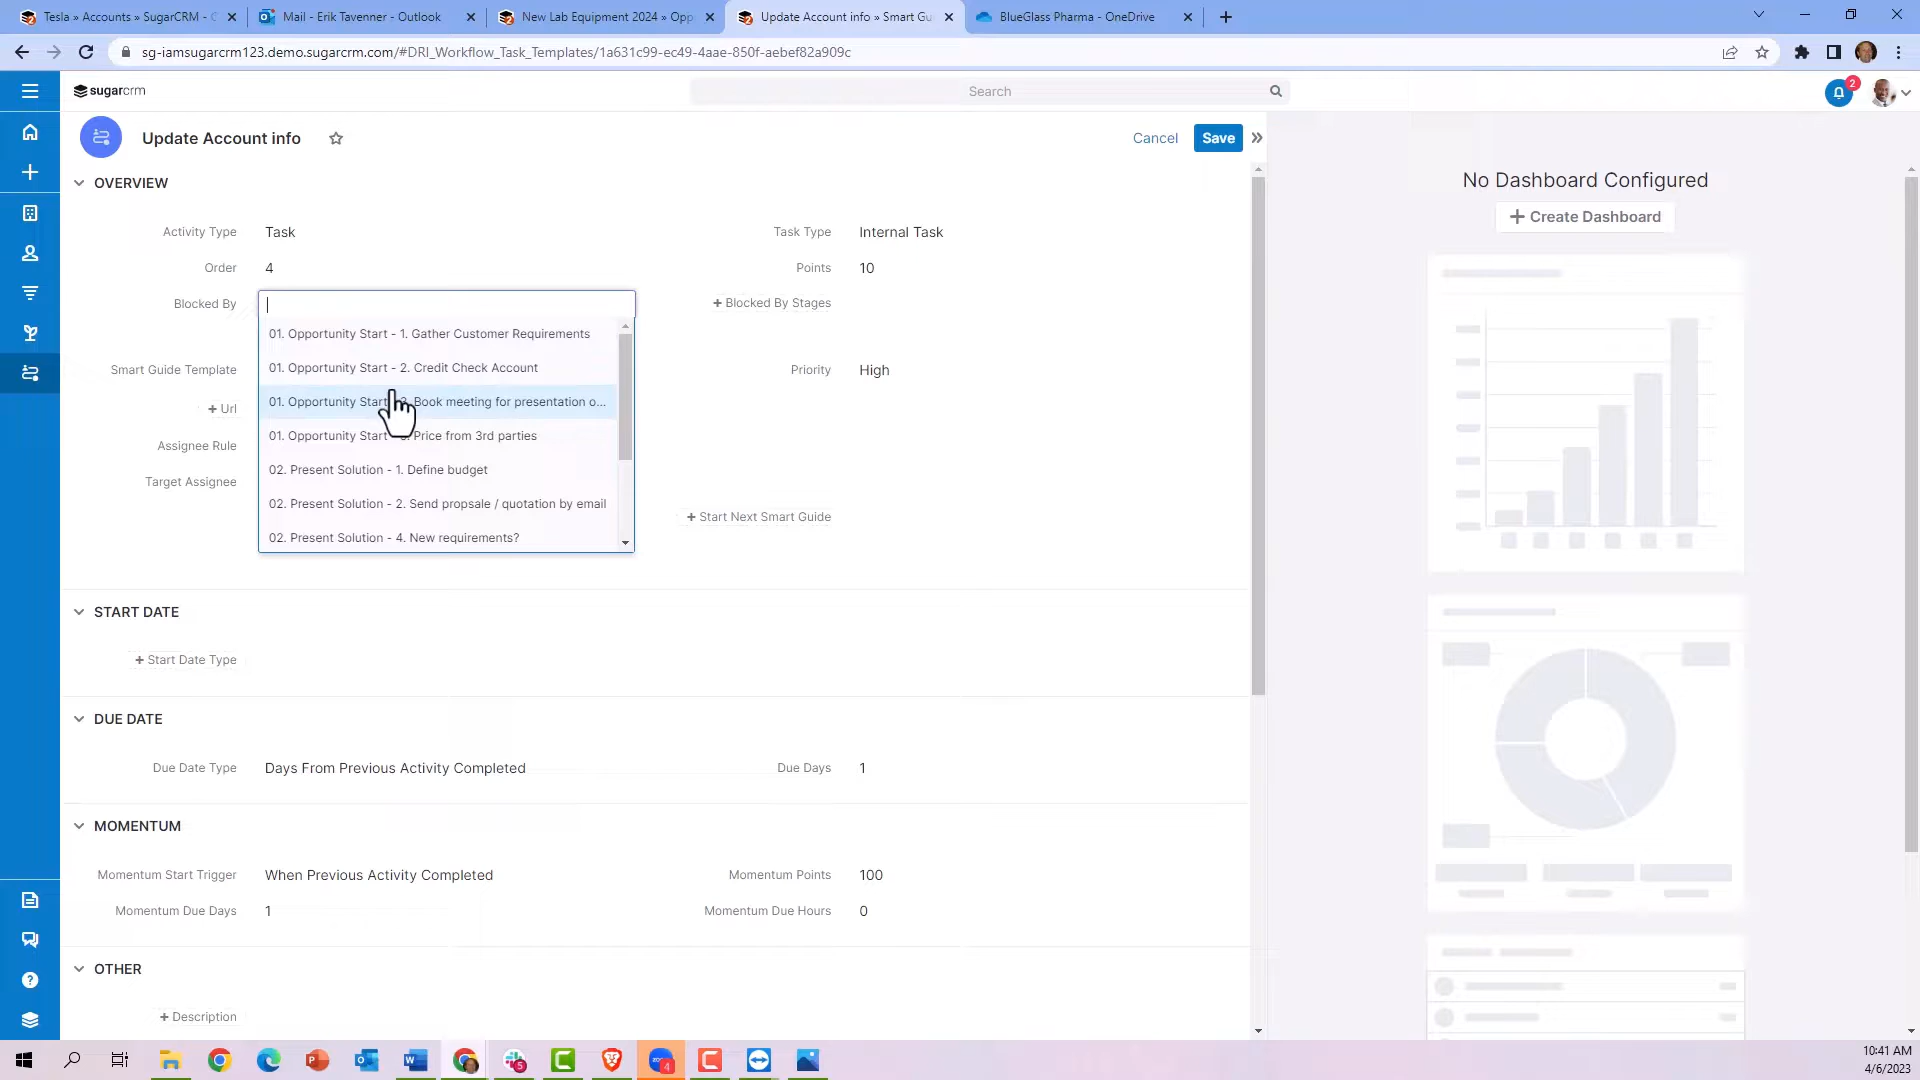 Tesla » Accounts » SugarCRM - C
Mail - Erik Tavenner - Outlook
New Lab Equipment 2024 » Opp
Update Account info » Smart Gu
BlueGlass Pharma - OneDrive
sg-iamsugarcrm123.demo.sugarcrm.com/#DRI_Workflow_Task_Templates/1a631c99-ec49-4aae-850f-aebef82a909c
sugarcrm
Search
2
Update Account info
Cancel
Save
OVERVIEW
Activity Type Task
Task Type Internal Task
Order 4
Points 10
Blocked By
+ Blocked By Stages
01. Opportunity Start - 1. Gather Customer Requirements
01. Opportunity Start - 2. Credit Check Account
01. Opportunity Start - 3. Book meeting for presentation o...
01. Opportunity Start Price from 3rd parties
02. Present Solution - 1. Define budget
02. Present Solution - 2. Send propsale / quotation by email
02. Present Solution - 4. New requirements?
Smart Guide Template
Priority High
+ Url
Assignee Rule
Target Assignee
+ Start Next Smart Guide
START DATE
+ Start Date Type
DUE DATE
Due Date Type Days From Previous Activity Completed
Due Days 1
MOMENTUM
Momentum Start Trigger When Previous Activity Completed
Momentum Points 100
Momentum Due Days 1
Momentum Due Hours 0
OTHER
+ Description
No Dashboard Configured
+ Create Dashboard
10:41 AM
4/6/2023